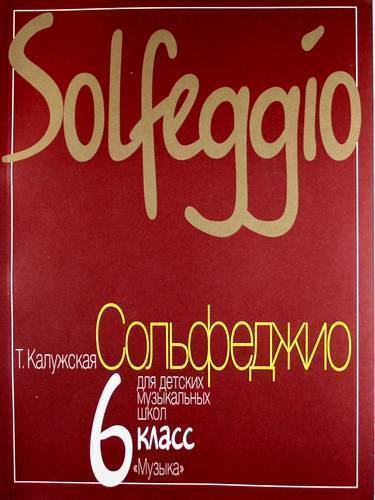 Solfeggio
Т. Калужская Сольфеджио
для детских
музыкальных
школ
6 класс
«Музыка»